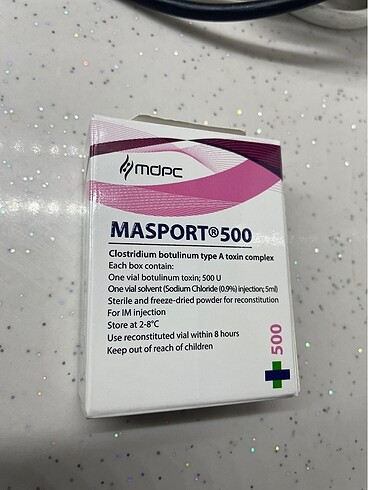 mdpc
MASPORT®500
Clostridium botulinum type A toxin complex
Each box contain:
One vial botulinum toxin; 500 U
One vial solvent (Sodium Chloride (0.9%) injection; 5ml)
Sterile and freeze-dried powder for reconstitution
For IM injection
Store at 2-8°C
Use reconstituted vial within 8 hours
Keep out of reach of children
500